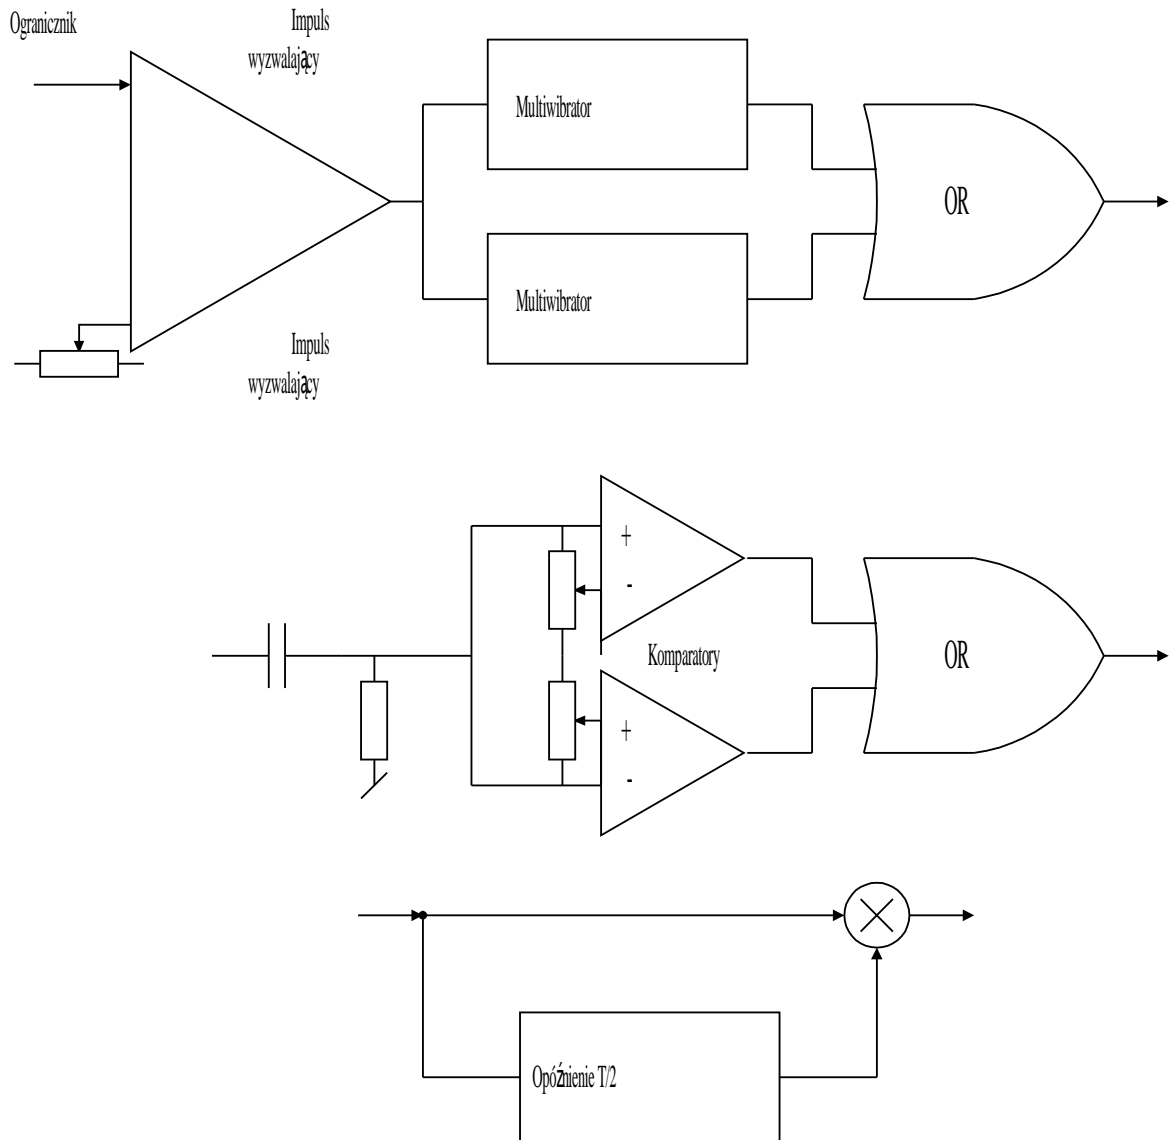 Ogranicznik
Impuls
wyzwalający
Multiwibrator
OR
Multiwibrator
Impuls
wyzwalający
+
-
Komparatory
OR
+
-
Opóźnienie T/2